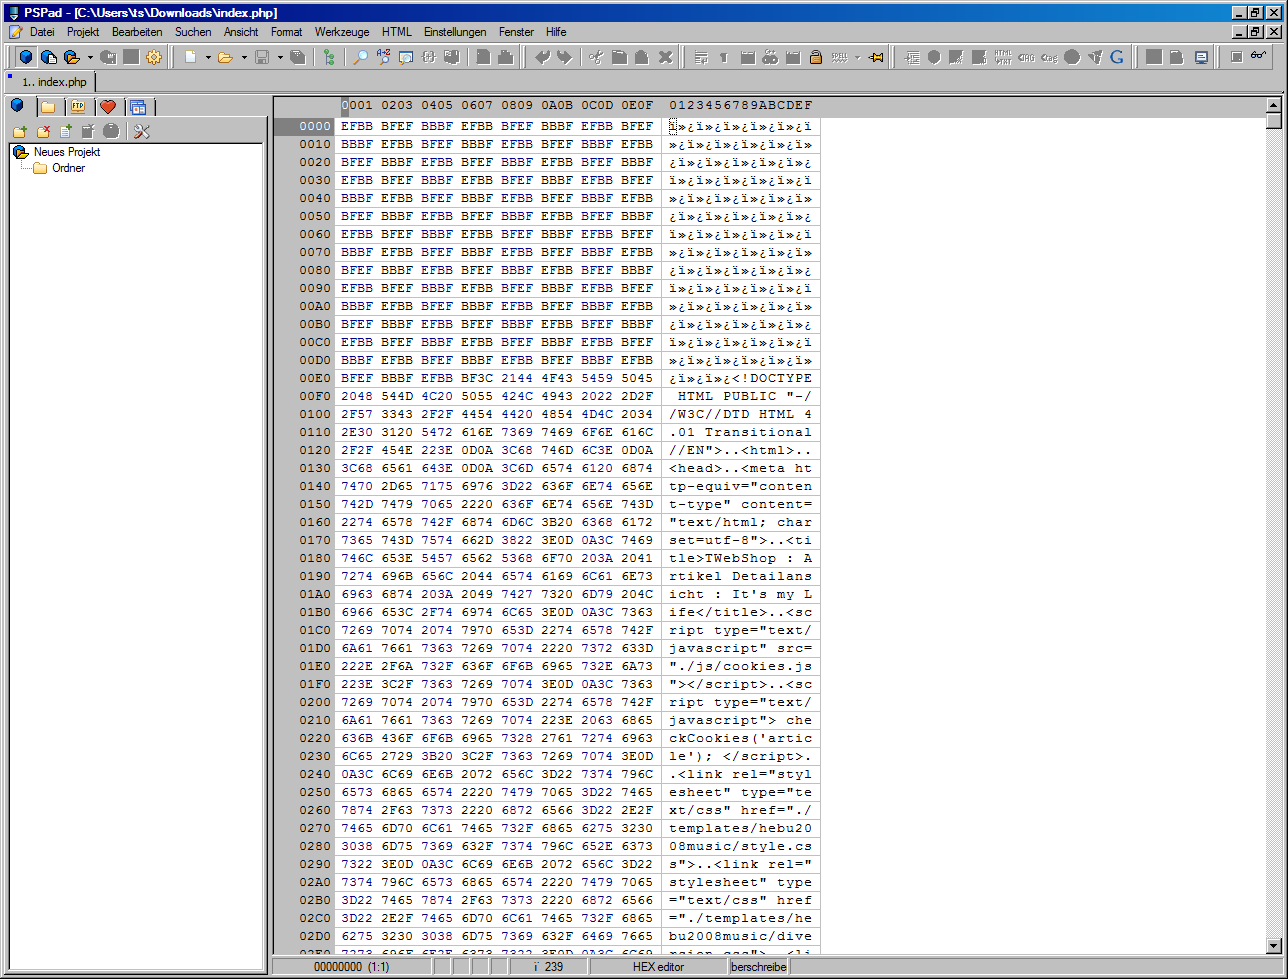 PSPad - [C:\Users\ts\Downloads\index.php]
Datei Projekt Bearbeiten Suchen Ansicht Format Werkzeuge HTML Einstellungen Fenster Hilfe
1.. index.php
Neues Projekt
Ordner
0001 0203 0405 0607 0809 0A0B 0C0D 0E0F 0123456789ABCDEF
0000 EFBB BFEF BBBF EFBB BFEF BBBF EFBB BFEF ï»¿ï»¿ï»¿ï»¿ï»¿ï
0010 BBBF EFBB BFEF BBBF EFBB BFEF BBBF EFBB »¿ï»¿ï»¿ï»¿ï»¿ï»
0020 BFEF BBBF EFBB BFEF BBBF EFBB BFEF BBBF ¿ï»¿ï»¿ï»¿ï»¿ï»¿
0030 EFBB BFEF BBBF EFBB BFEF BBBF EFBB BFEF ï»¿ï»¿ï»¿ï»¿ï»¿ï
0040 BBBF EFBB BFEF BBBF EFBB BFEF BBBF EFBB »¿ï»¿ï»¿ï»¿ï»¿ï»
0050 BFEF BBBF EFBB BFEF BBBF EFBB BFEF BBBF ¿ï»¿ï»¿ï»¿ï»¿ï»¿
0060 EFBB BFEF BBBF EFBB BFEF BBBF EFBB BFEF ï»¿ï»¿ï»¿ï»¿ï»¿ï
0070 BBBF EFBB BFEF BBBF EFBB BFEF BBBF EFBB »¿ï»¿ï»¿ï»¿ï»¿ï»
0080 BFEF BBBF EFBB BFEF BBBF EFBB BFEF BBBF ¿ï»¿ï»¿ï»¿ï»¿ï»¿
0090 EFBB BFEF BBBF EFBB BFEF BBBF EFBB BFEF ï»¿ï»¿ï»¿ï»¿ï»¿ï
00A0 BBBF EFBB BFEF BBBF EFBB BFEF BBBF EFBB »¿ï»¿ï»¿ï»¿ï»¿ï»
00B0 BFEF BBBF EFBB BFEF BBBF EFBB BFEF BBBF ¿ï»¿ï»¿ï»¿ï»¿ï»¿
00C0 EFBB BFEF BBBF EFBB BFEF BBBF EFBB BFEF ï»¿ï»¿ï»¿ï»¿ï»¿ï
00D0 BBBF EFBB BFEF BBBF EFBB BFEF BBBF EFBB »¿ï»¿ï»¿ï»¿ï»¿ï»
00E0 BFEF BBBF EFBB BF3C 2144 4F43 5459 5045 ¿ï»¿ï»¿<!DOCTYPE
00F0 2048 544D 4C20 5055 424C 4943 2022 2D2F  HTML PUBLIC "-/
0100 2F57 3343 2F2F 4454 4420 4854 4D4C 2034 /W3C//DTD HTML 4
0110 2E30 3120 5472 616E 7369 7469 6F6E 616C .01 Transitional
0120 2F2F 454E 223E 0D0A 3C68 746D 6C3E 0D0A //EN">..<html>..
0130 3C68 6561 643E 0D0A 3C6D 6574 6120 6874 <head>..<meta ht
0140 7470 2D65 7175 6976 3D22 636F 6E74 656E tp-equiv="conten
0150 742D 7479 7065 2220 636F 6E74 656E 743D t-type" content=
0160 2274 6578 742F 6874 6D6C 3B20 6368 6172 "text/html; char
0170 7365 743D 7574 662D 3822 3E0D 0A3C 7469 set=utf-8">..<ti
0180 746C 653E 5457 6562 5368 6F70 203A 2041 tle>TWebShop : A
0190 7274 696B 656C 2044 6574 6169 6C61 6E73 rtikel Detailans
01A0 6963 6874 203A 2049 7427 7320 6D79 204C icht : It's my L
01B0 6966 653C 2F74 6974 6C65 3E0D 0A3C 7363 ife</title>..<sc
01C0 7269 7074 2074 7970 653D 2274 6578 742F ript type="text/
01D0 6A61 7661 7363 7269 7074 2220 7372 633D javascript" src=
01E0 222E 2F6A 732F 636F 6F6B 6965 732E 6A73 "./js/cookies.js
01F0 223E 3C2F 7363 7269 7074 3E0D 0A3C 7363 "></script>..<sc
0200 7269 7074 2074 7970 653D 2274 6578 742F ript type="text/
0210 6A61 7661 7363 7269 7074 223E 2063 6865 javascript"> che
0220 636B 436F 6F6B 6965 7328 2761 7274 6963 ckCookies('artic
0230 6C65 2729 3B20 3C2F 7363 7269 7074 3E0D le'); </script>.
0240 0A3C 6C69 6E6B 2072 656C 3D22 7374 796C .<link rel="styl
0250 6573 6865 6574 2220 7479 7065 3D22 7465 esheet" type="te
0260 7874 2F63 7373 2220 6872 6566 3D22 2E2F xt/css" href="./
0270 7465 6D70 6C61 7465 732F 6865 6275 3230 templates/hebu20
0280 3038 6D75 7369 632F 7374 796C 652E 6373 08music/style.cs
0290 7322 3E0D 0A3C 6C69 6E6B 2072 656C 3D22 s">..<link rel="
02A0 7374 796C 6573 6865 6574 2220 7479 7065 stylesheet" type
02B0 3D22 7465 7874 2F63 7373 2220 6872 6566 ="text/css" href
02C0 3D22 2E2F 7465 6D70 6C61 7465 732F 6865 ="./templates/he
02D0 6275 3230 3038 6D75 7369 632F 6469 7665 bu2008music/dive
00000000 (1:1) ï 239 HEX editor berschreibe